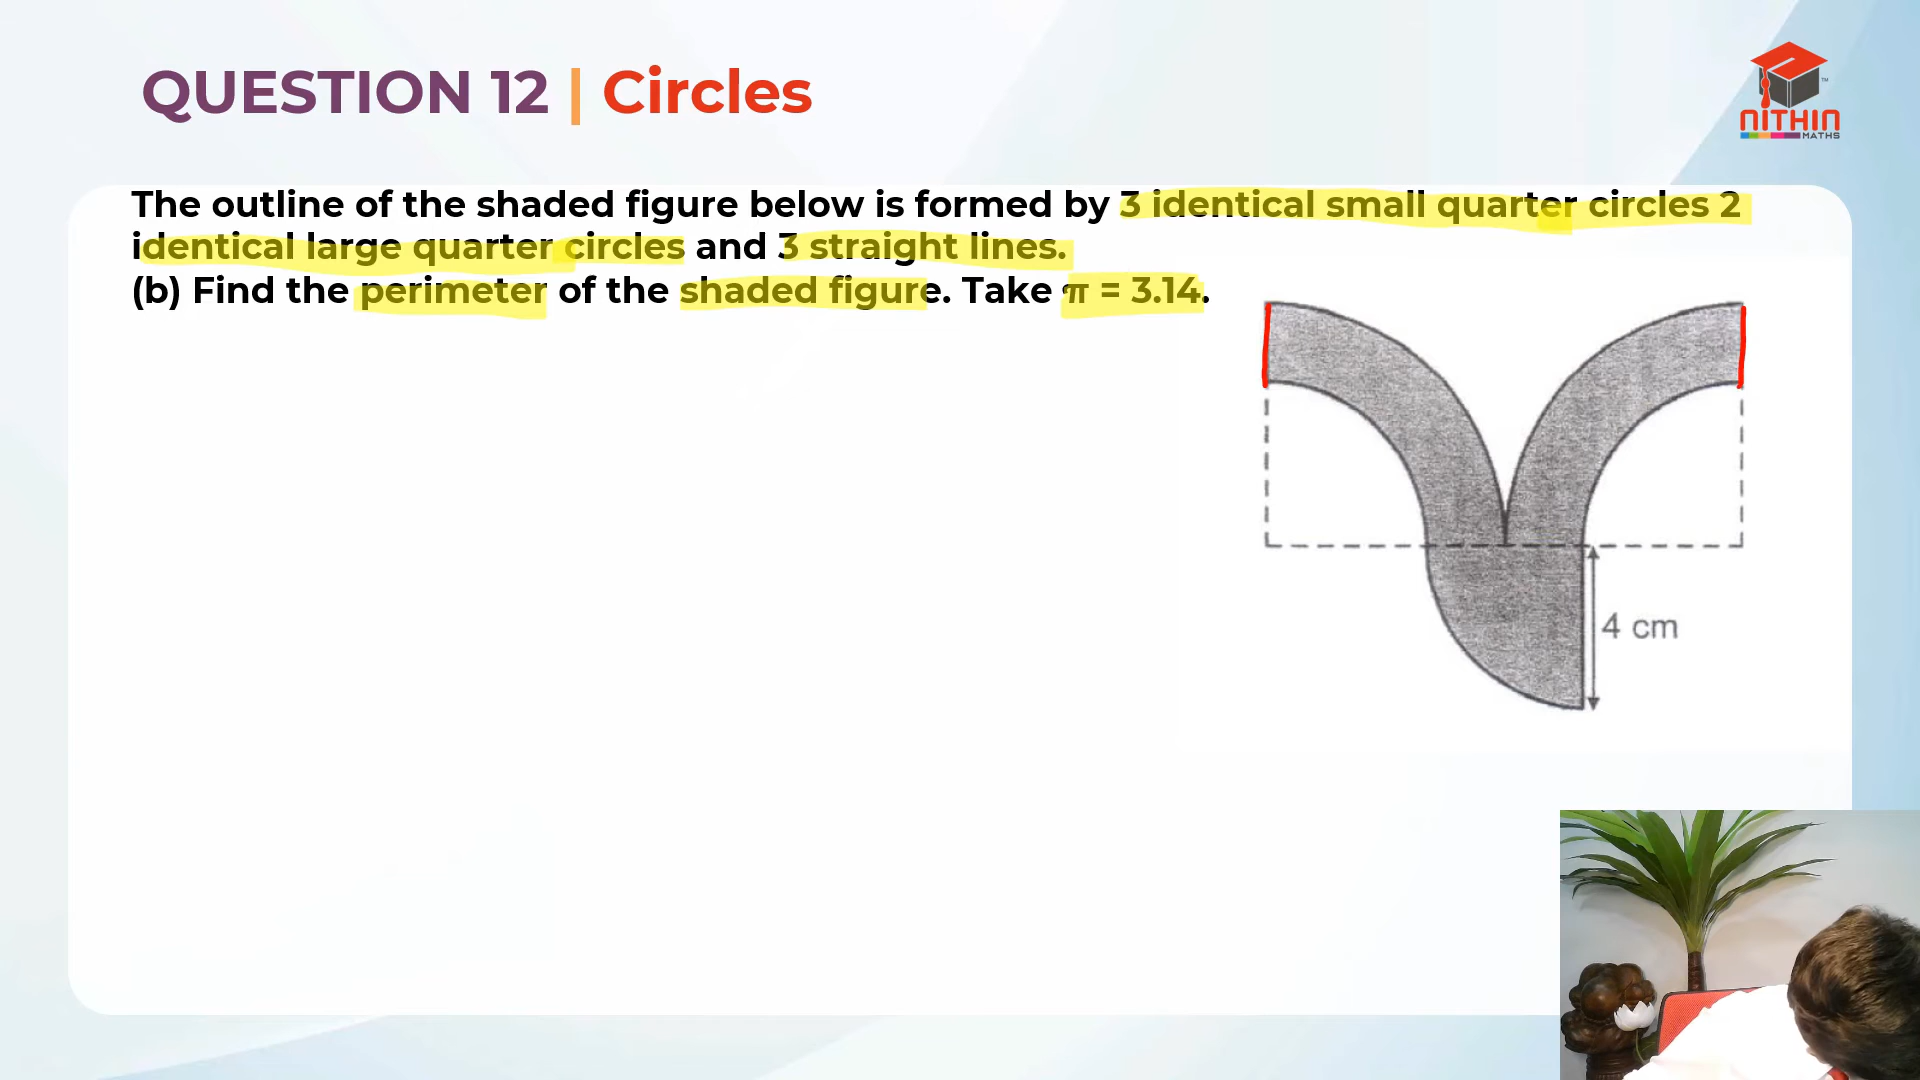 QUESTION 12 | Circles
NITHIN
MATHS
TM
The outline of the shaded figure below is formed by 3 identical small quarter circles 2
identical large quarter circles and 3 straight lines.
(b) Find the perimeter of the shaded figure. Take π = 3.14.
4 cm